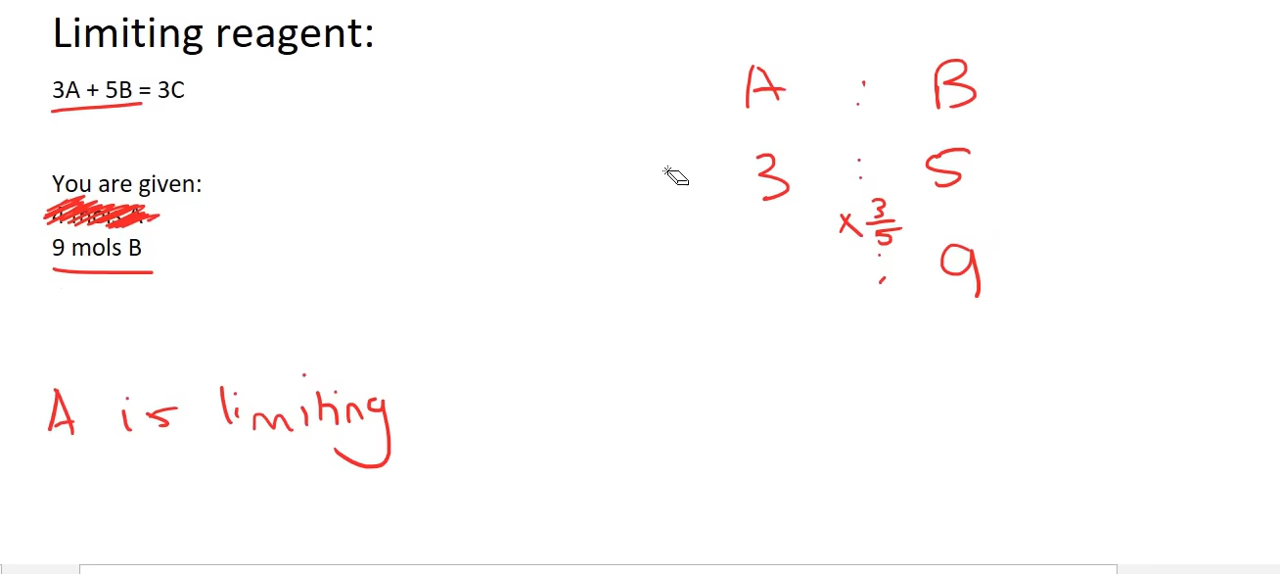 Limiting reagent:
3A + 5B = 3C
You are given:
9 mols B
A : B
3 : 5
× 3/5
: 9
A is limiting